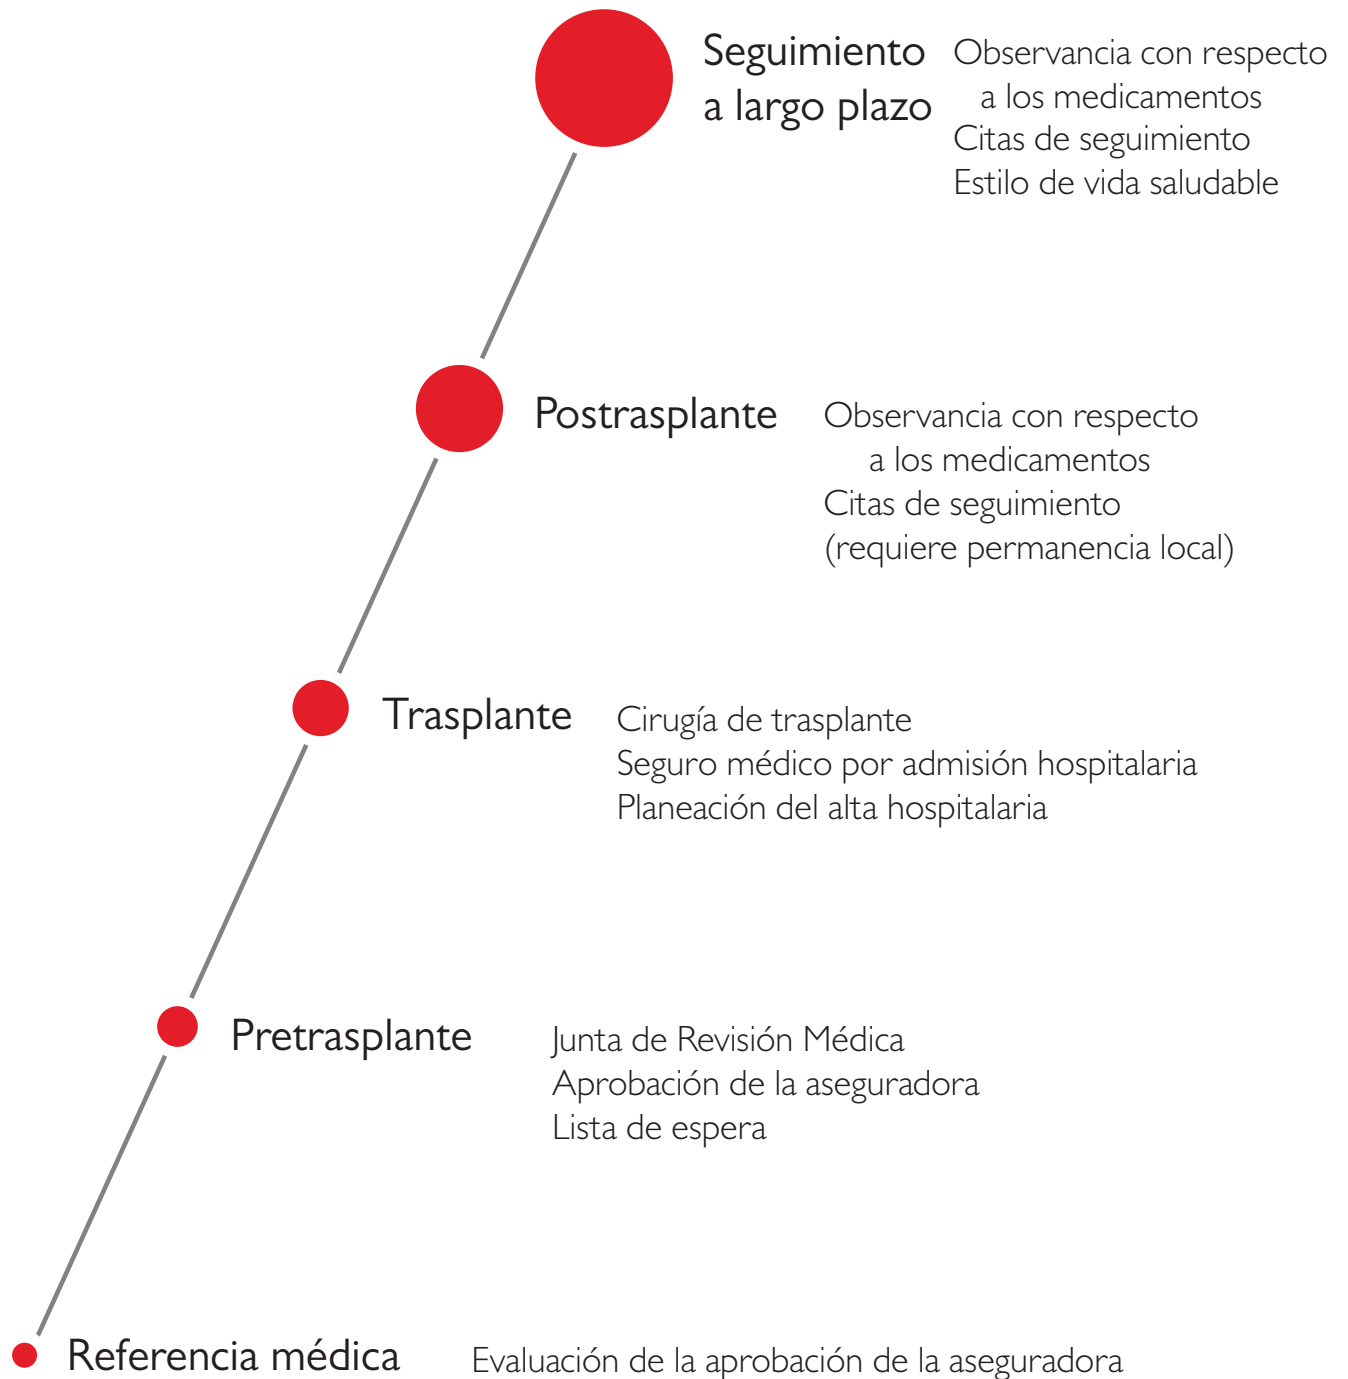 Seguimiento
a largo plazo
Observancia con respecto
a los medicamentos
Citas de seguimiento
Estilo de vida saludable
Postrasplante
Observancia con respecto
a los medicamentos
Citas de seguimiento
(requiere permanencia local)
Trasplante
Cirugía de trasplante
Seguro médico por admisión hospitalaria
Planeación del alta hospitalaria
Pretrasplante
Junta de Revisión Médica
Aprobación de la aseguradora
Lista de espera
Referencia médica
Evaluación de la aprobación de la aseguradora